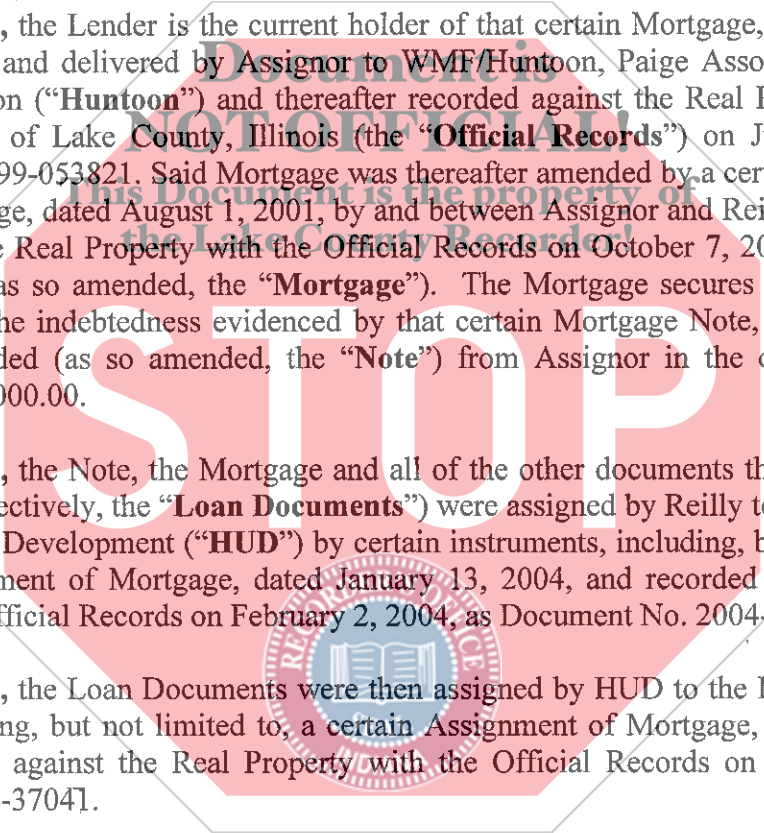 , the Lender is the current holder of that certain Mortgage,
and delivered by Assignor to WMF/Huntoon, Paige Asso
on (“Huntoon”) and thereafter recorded against the Real
of Lake County, Illinois (the “Official Records”) on J
99-053821. Said Mortgage was thereafter amended by a cer
ge, dated August 1, 2001, by and between Assignor and Rei
e Real Property with the Official Records on October 7, 20
as so amended, the “Mortgage”). The Mortgage secures
he indebtedness evidenced by that certain Mortgage Note,
ded (as so amended, the “Note”) from Assignor in the
000.00.
, the Note, the Mortgage and all of the other documents th
ectively, the “Loan Documents”) were assigned by Reilly t
Development (“HUD”) by certain instruments, including, b
ment of Mortgage, dated January 13, 2004, and recorded
fficial Records on February 2, 2004, as Document No. 2004-
, the Loan Documents were then assigned by HUD to the
ng, but not limited to, a certain Assignment of Mortgage,
against the Real Property with the Official Records on
-37041.
Document is
NOT OFFICIAL!
This Document is the property of
the Lake County Recorder!
STOP
RECORDER'S OFFICE
INDIANA